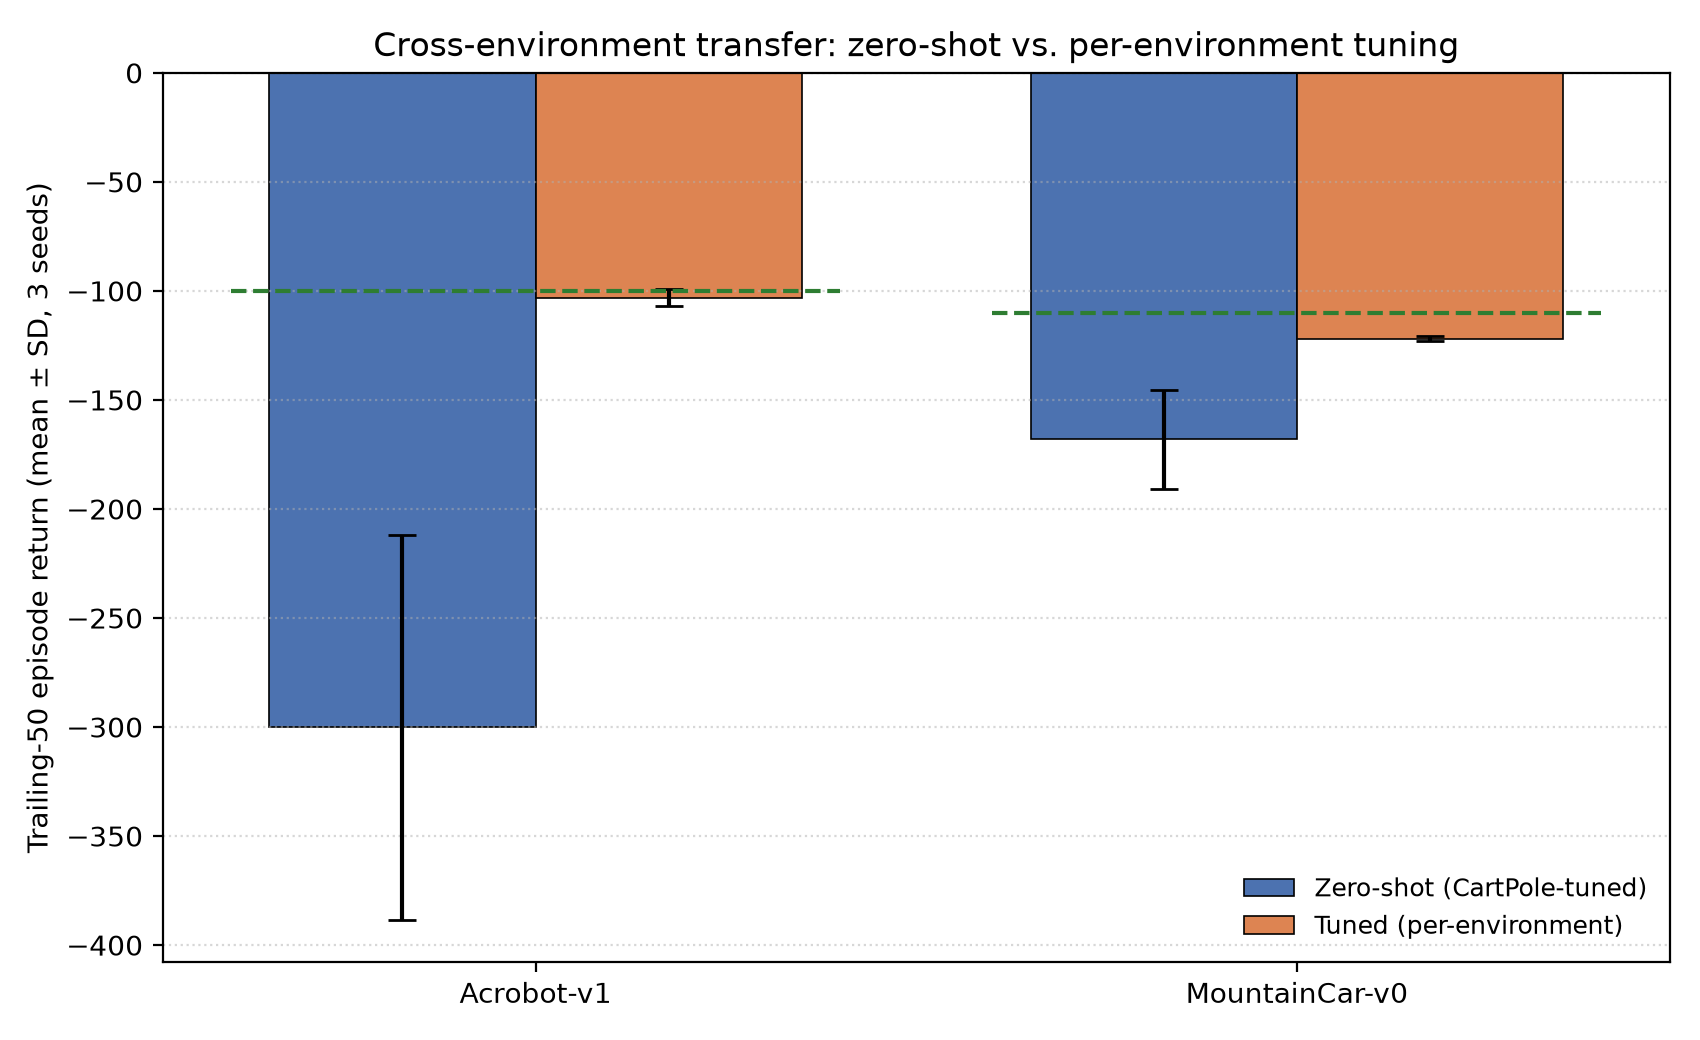 Cross-environment transfer: zero-shot vs. per-environment tuning
Trailing-50 episode return (mean ± SD, 3 seeds)
0
−50
−100
−150
−200
−250
−300
−350
−400
Zero-shot (CartPole-tuned)
Tuned (per-environment)
Acrobot-v1
MountainCar-v0